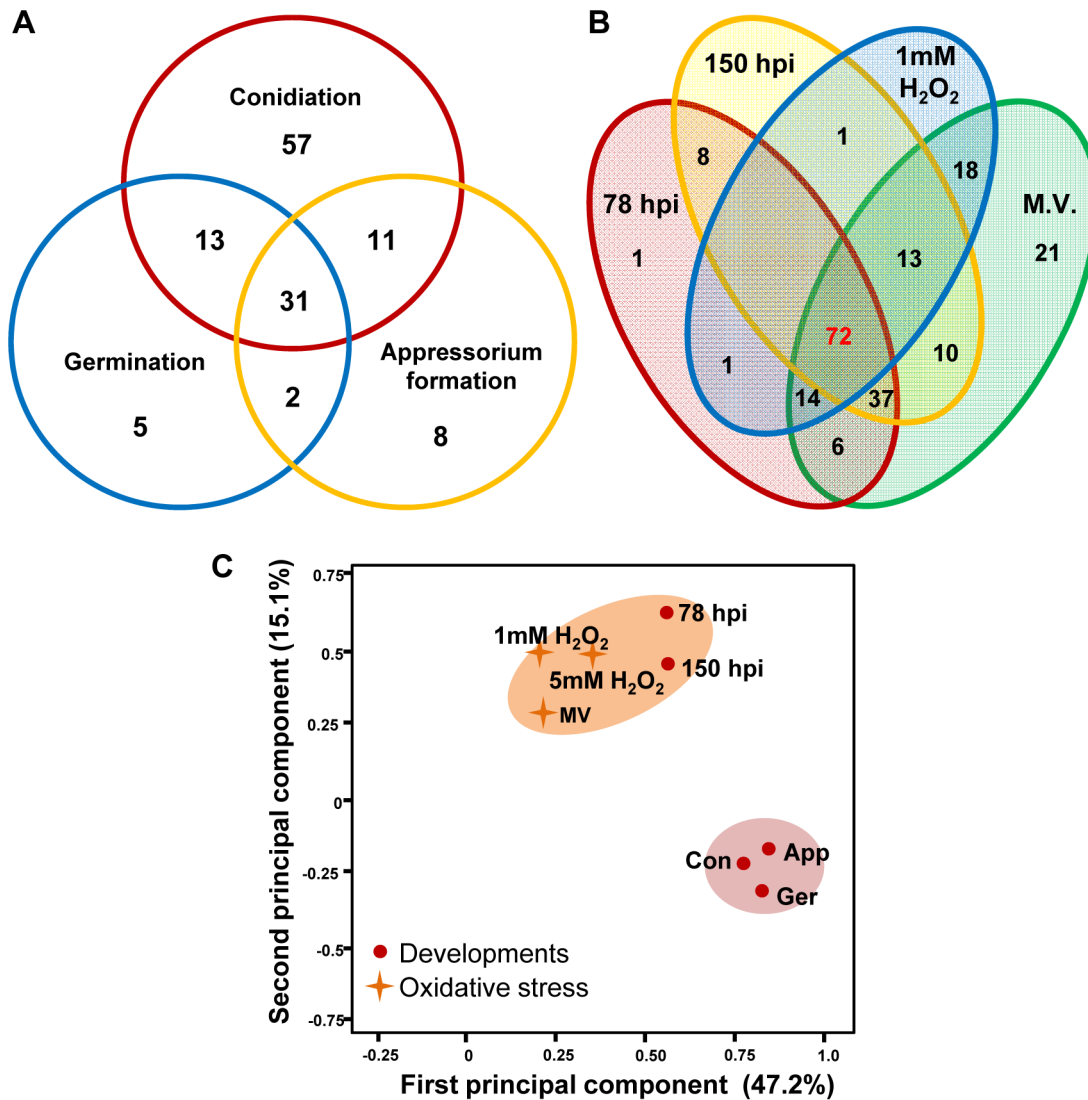 A
Conidiation
57
13
11
31
Germination
Appressorium
formation
2
5
8
B
150 hpi
1mM
H₂O₂
1
8
18
78 hpi
M.V.
1
13
21
72
1
10
14
37
6
C
Second principal component (15.1%)
0.75
0.5
0.25
0
-0.25
-0.5
-0.75
78 hpi
1mM H₂O₂
150 hpi
5mM H₂O₂
MV
Con
App
Ger
Developments
Oxidative stress
-0.25
0
0.25
0.50
0.75
1.0
First principal component (47.2%)